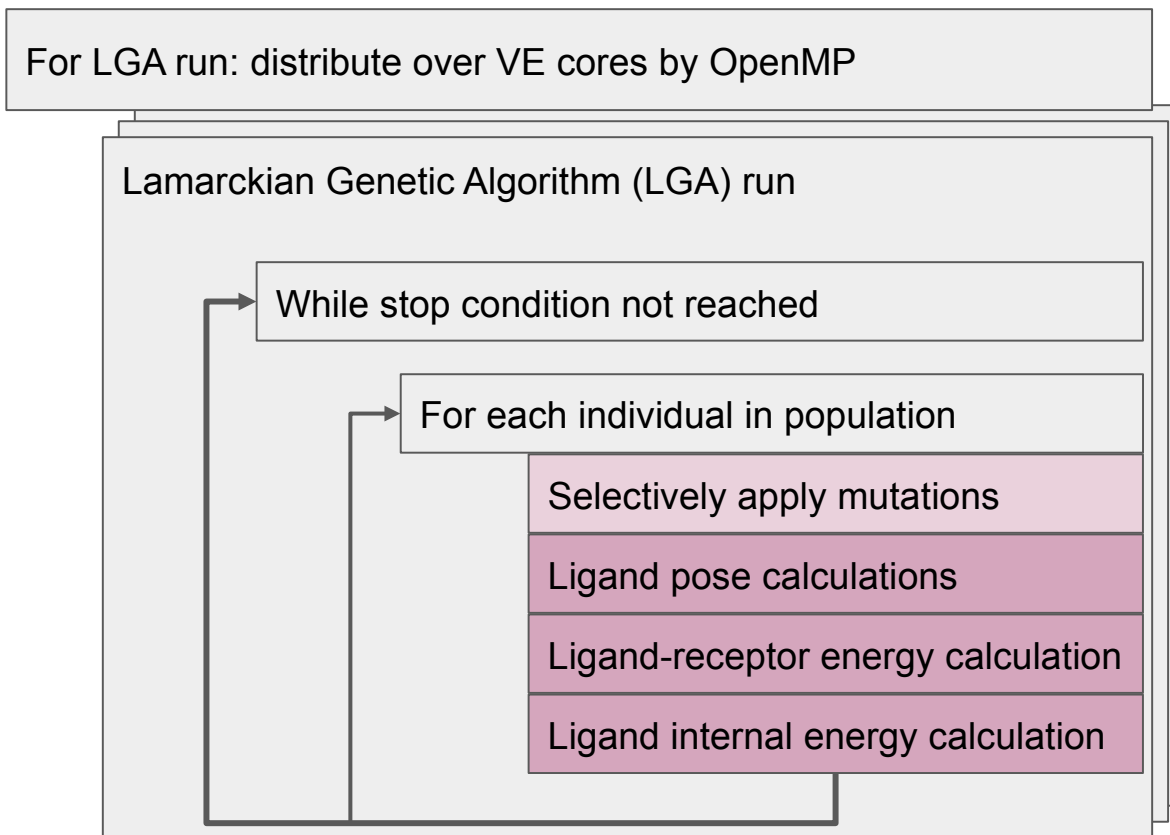 For LGA run: distribute over VE cores by OpenMP
Lamarckian Genetic Algorithm (LGA) run
While stop condition not reached
For each individual in population
Selectively apply mutations
Ligand pose calculations
Ligand-receptor energy calculation
Ligand internal energy calculation